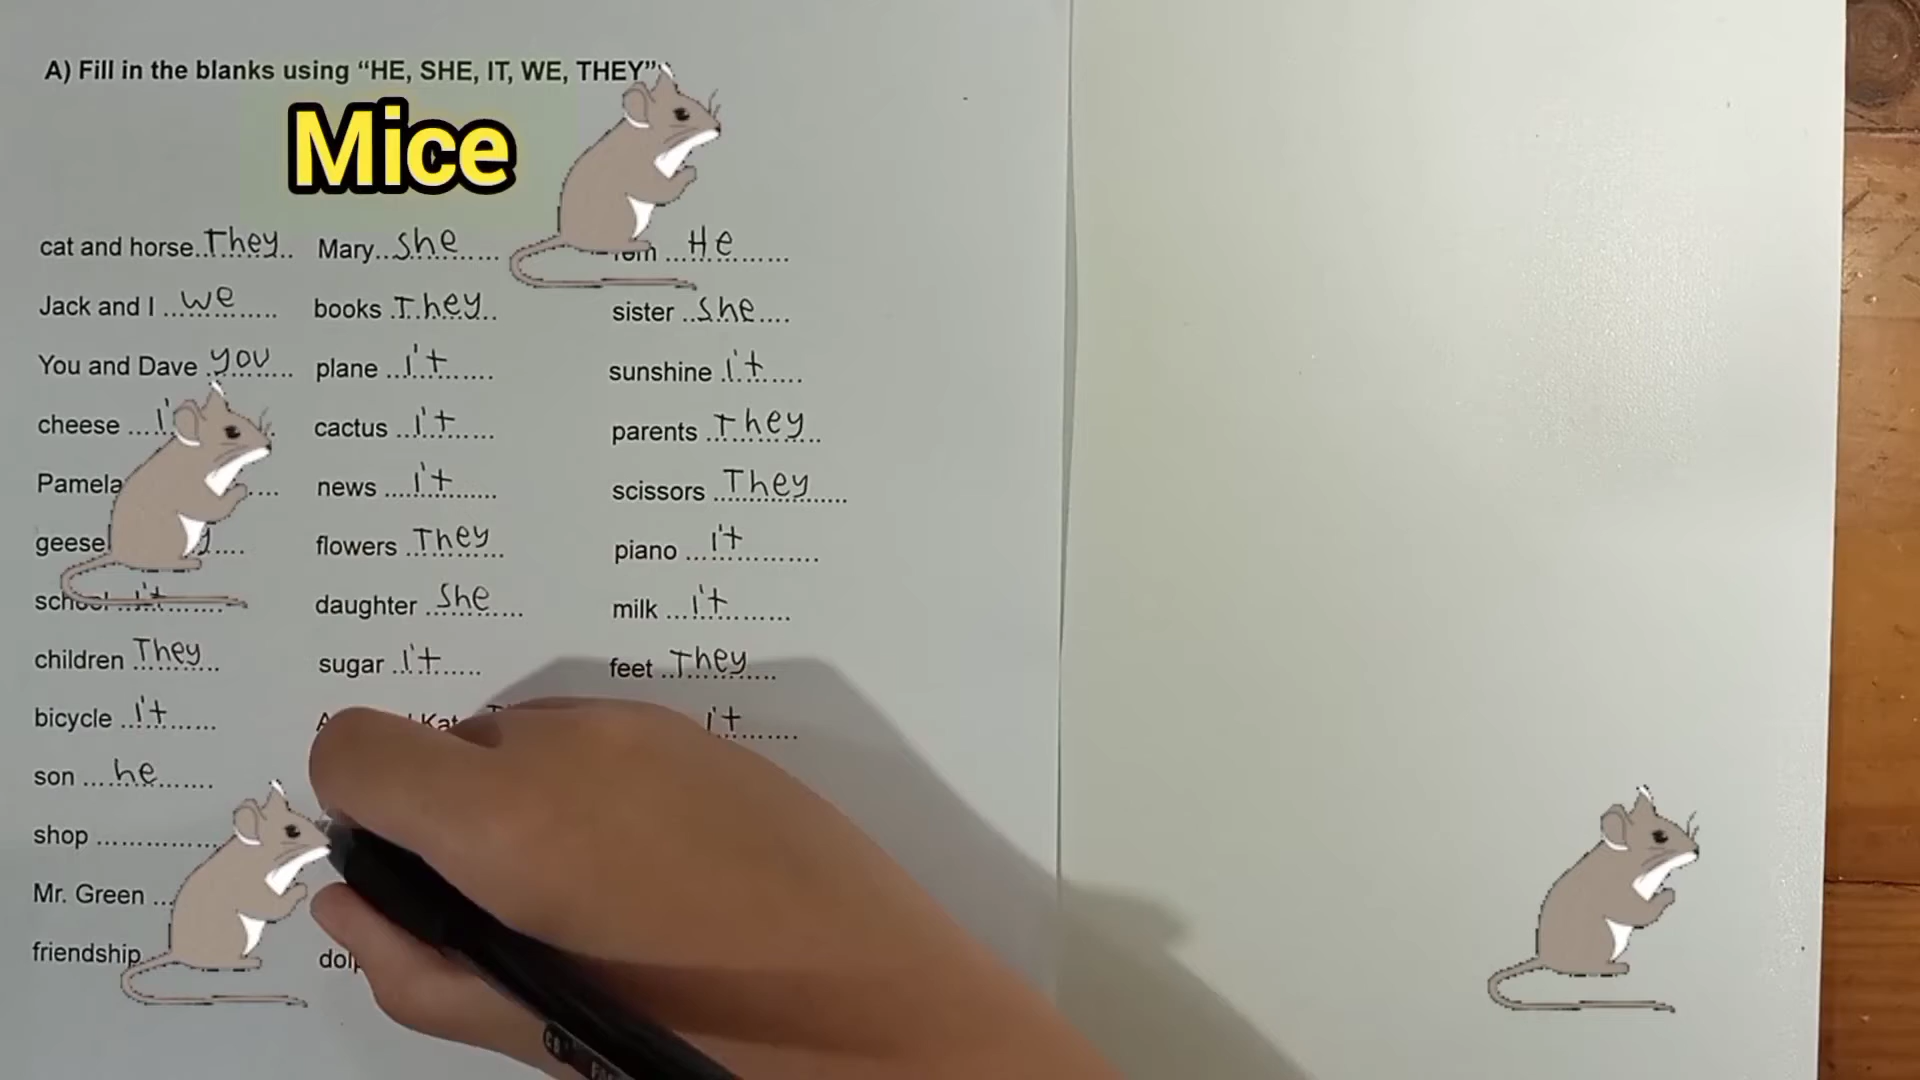 A) Fill in the blanks using “HE, SHE, IT, WE, THEY”
Mice
cat and horse..They.. Mary..she...... ...He.......
Jack and I ...we...... books .They.. sister ..she....
You and Dave .you..... plane ...it....... sunshine .it.....
cheese ... cactus ...it...... parents .They..
Pamela .... news ....it....... scissors .They.....
geese .... flowers .They.. piano ...it..........
school ..it....... daughter .she.... milk ...it........
children They.. sugar ..it..... feet .They....
bicycle ..it...... it.......
son ....he.......
shop ...............
Mr. Green ...
friendship